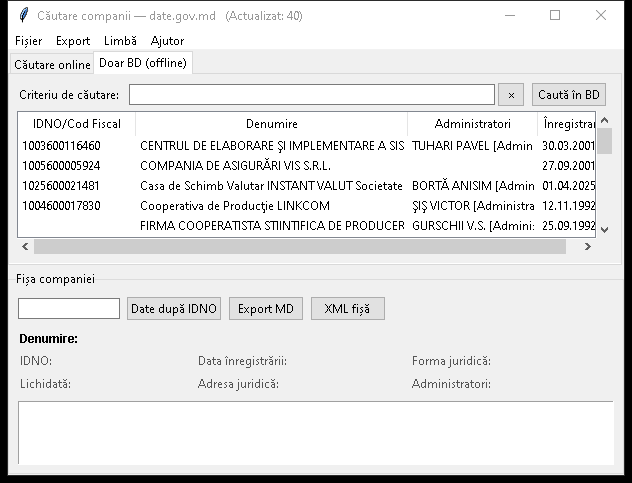 Căutare companii — date.gov.md (Actualizat: 40)
Fișier Export Limbă Ajutor
Căutare online Doar BD (offline)
Criteriu de căutare: × Caută în BD
IDNO/Cod Fiscal Denumire Administratori Înregistrar
1003600116460 CENTRUL DE ELABORARE ŞI IMPLEMENTARE A SIS TUHARI PAVEL [Admin 30.03.2001
1005600005924 COMPANIA DE ASIGURĂRI VIS S.R.L. 27.09.2001
1025600021481 Casa de Schimb Valutar INSTANT VALUT Societate BORTĂ ANISIM [Admin 01.04.2025
1004600017830 Cooperativa de Producţie LINKCOM ŞIŞ VICTOR [Administra 12.11.1992
FIRMA COOPERATISTA STIINTIFICA DE PRODUCER GURSCHII V.S. [Admini: 25.09.1992
Fișa companiei
Date după IDNO Export MD XML fișă
Denumire:
IDNO: Data înregistrării: Forma juridică:
Lichidată: Adresa juridică: Administratori: